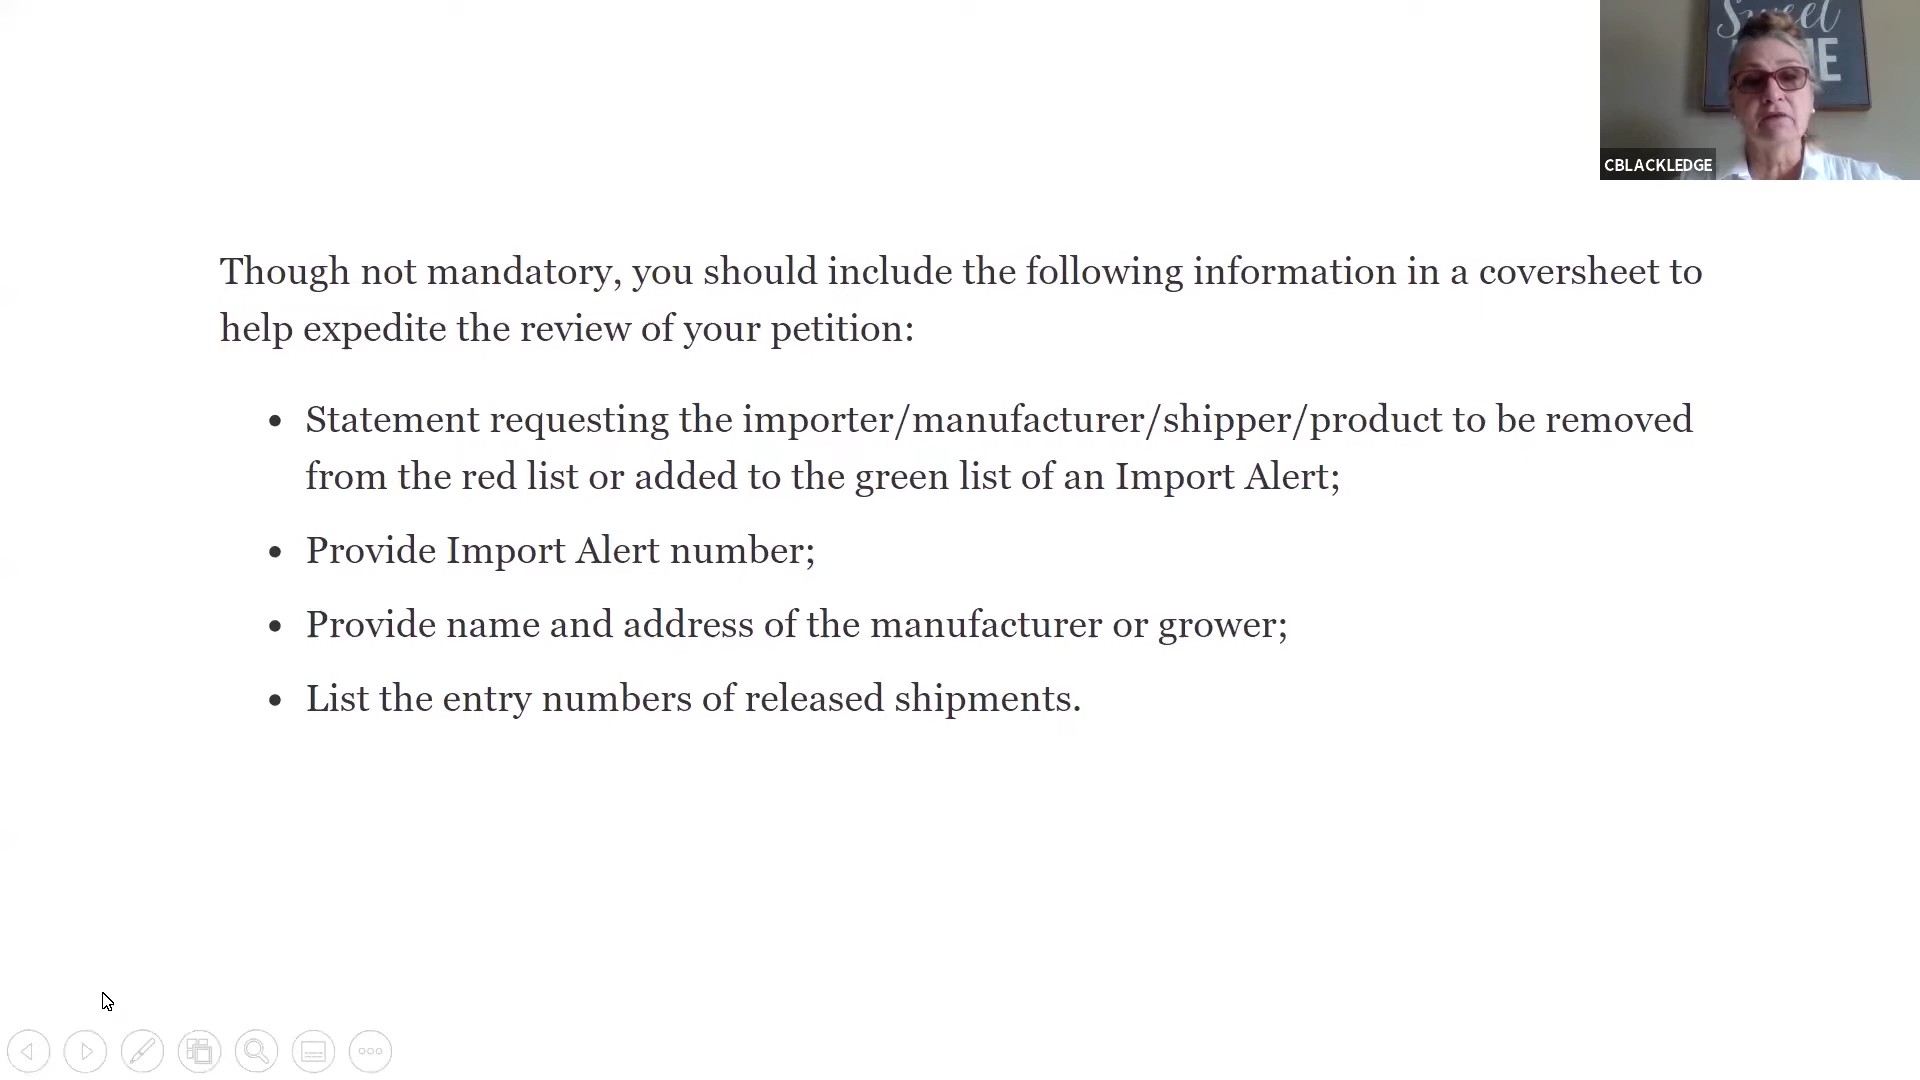 Sweet
CBLACKLEDGE
Though not mandatory, you should include the following information in a coversheet to
help expedite the review of your petition:
• Statement requesting the importer/manufacturer/shipper/product to be removed
from the red list or added to the green list of an Import Alert;
• Provide Import Alert number;
• Provide name and address of the manufacturer or grower;
• List the entry numbers of released shipments.